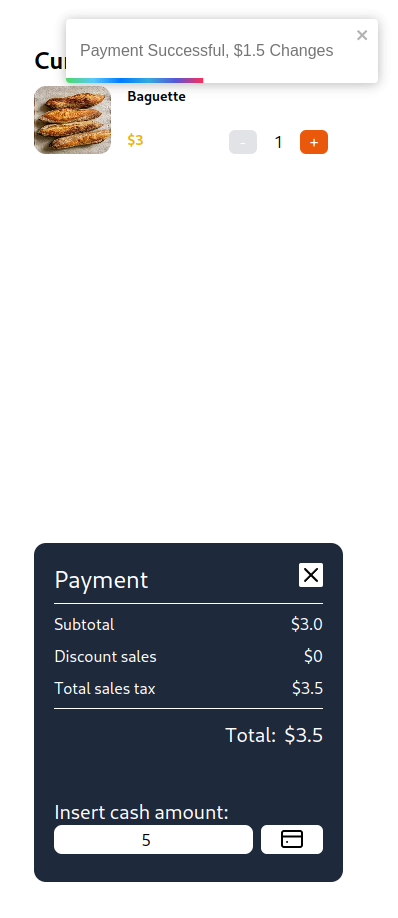 Payment Successful, $1.5 Changes
Baguette
$3
- 1 +
Payment
Subtotal $3.0
Discount sales $0
Total sales tax $3.5
Total: $3.5
Insert cash amount:
5